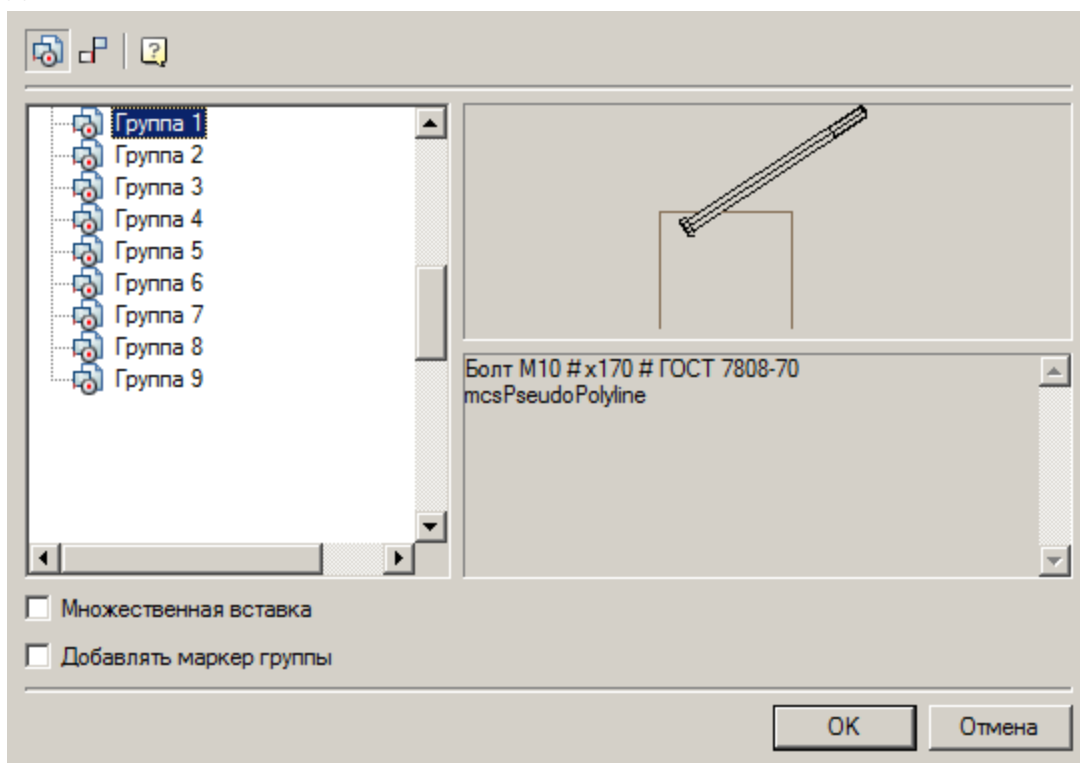 Группа 1
Группа 2
Группа 3
Группа 4
Группа 5
Группа 6
Группа 7
Группа 8
Группа 9
Болт М10 # х170 # ГОСТ 7808-70
mcsPseudoPolyline
Множественная вставка
Добавлять маркер группы
OK
Отмена